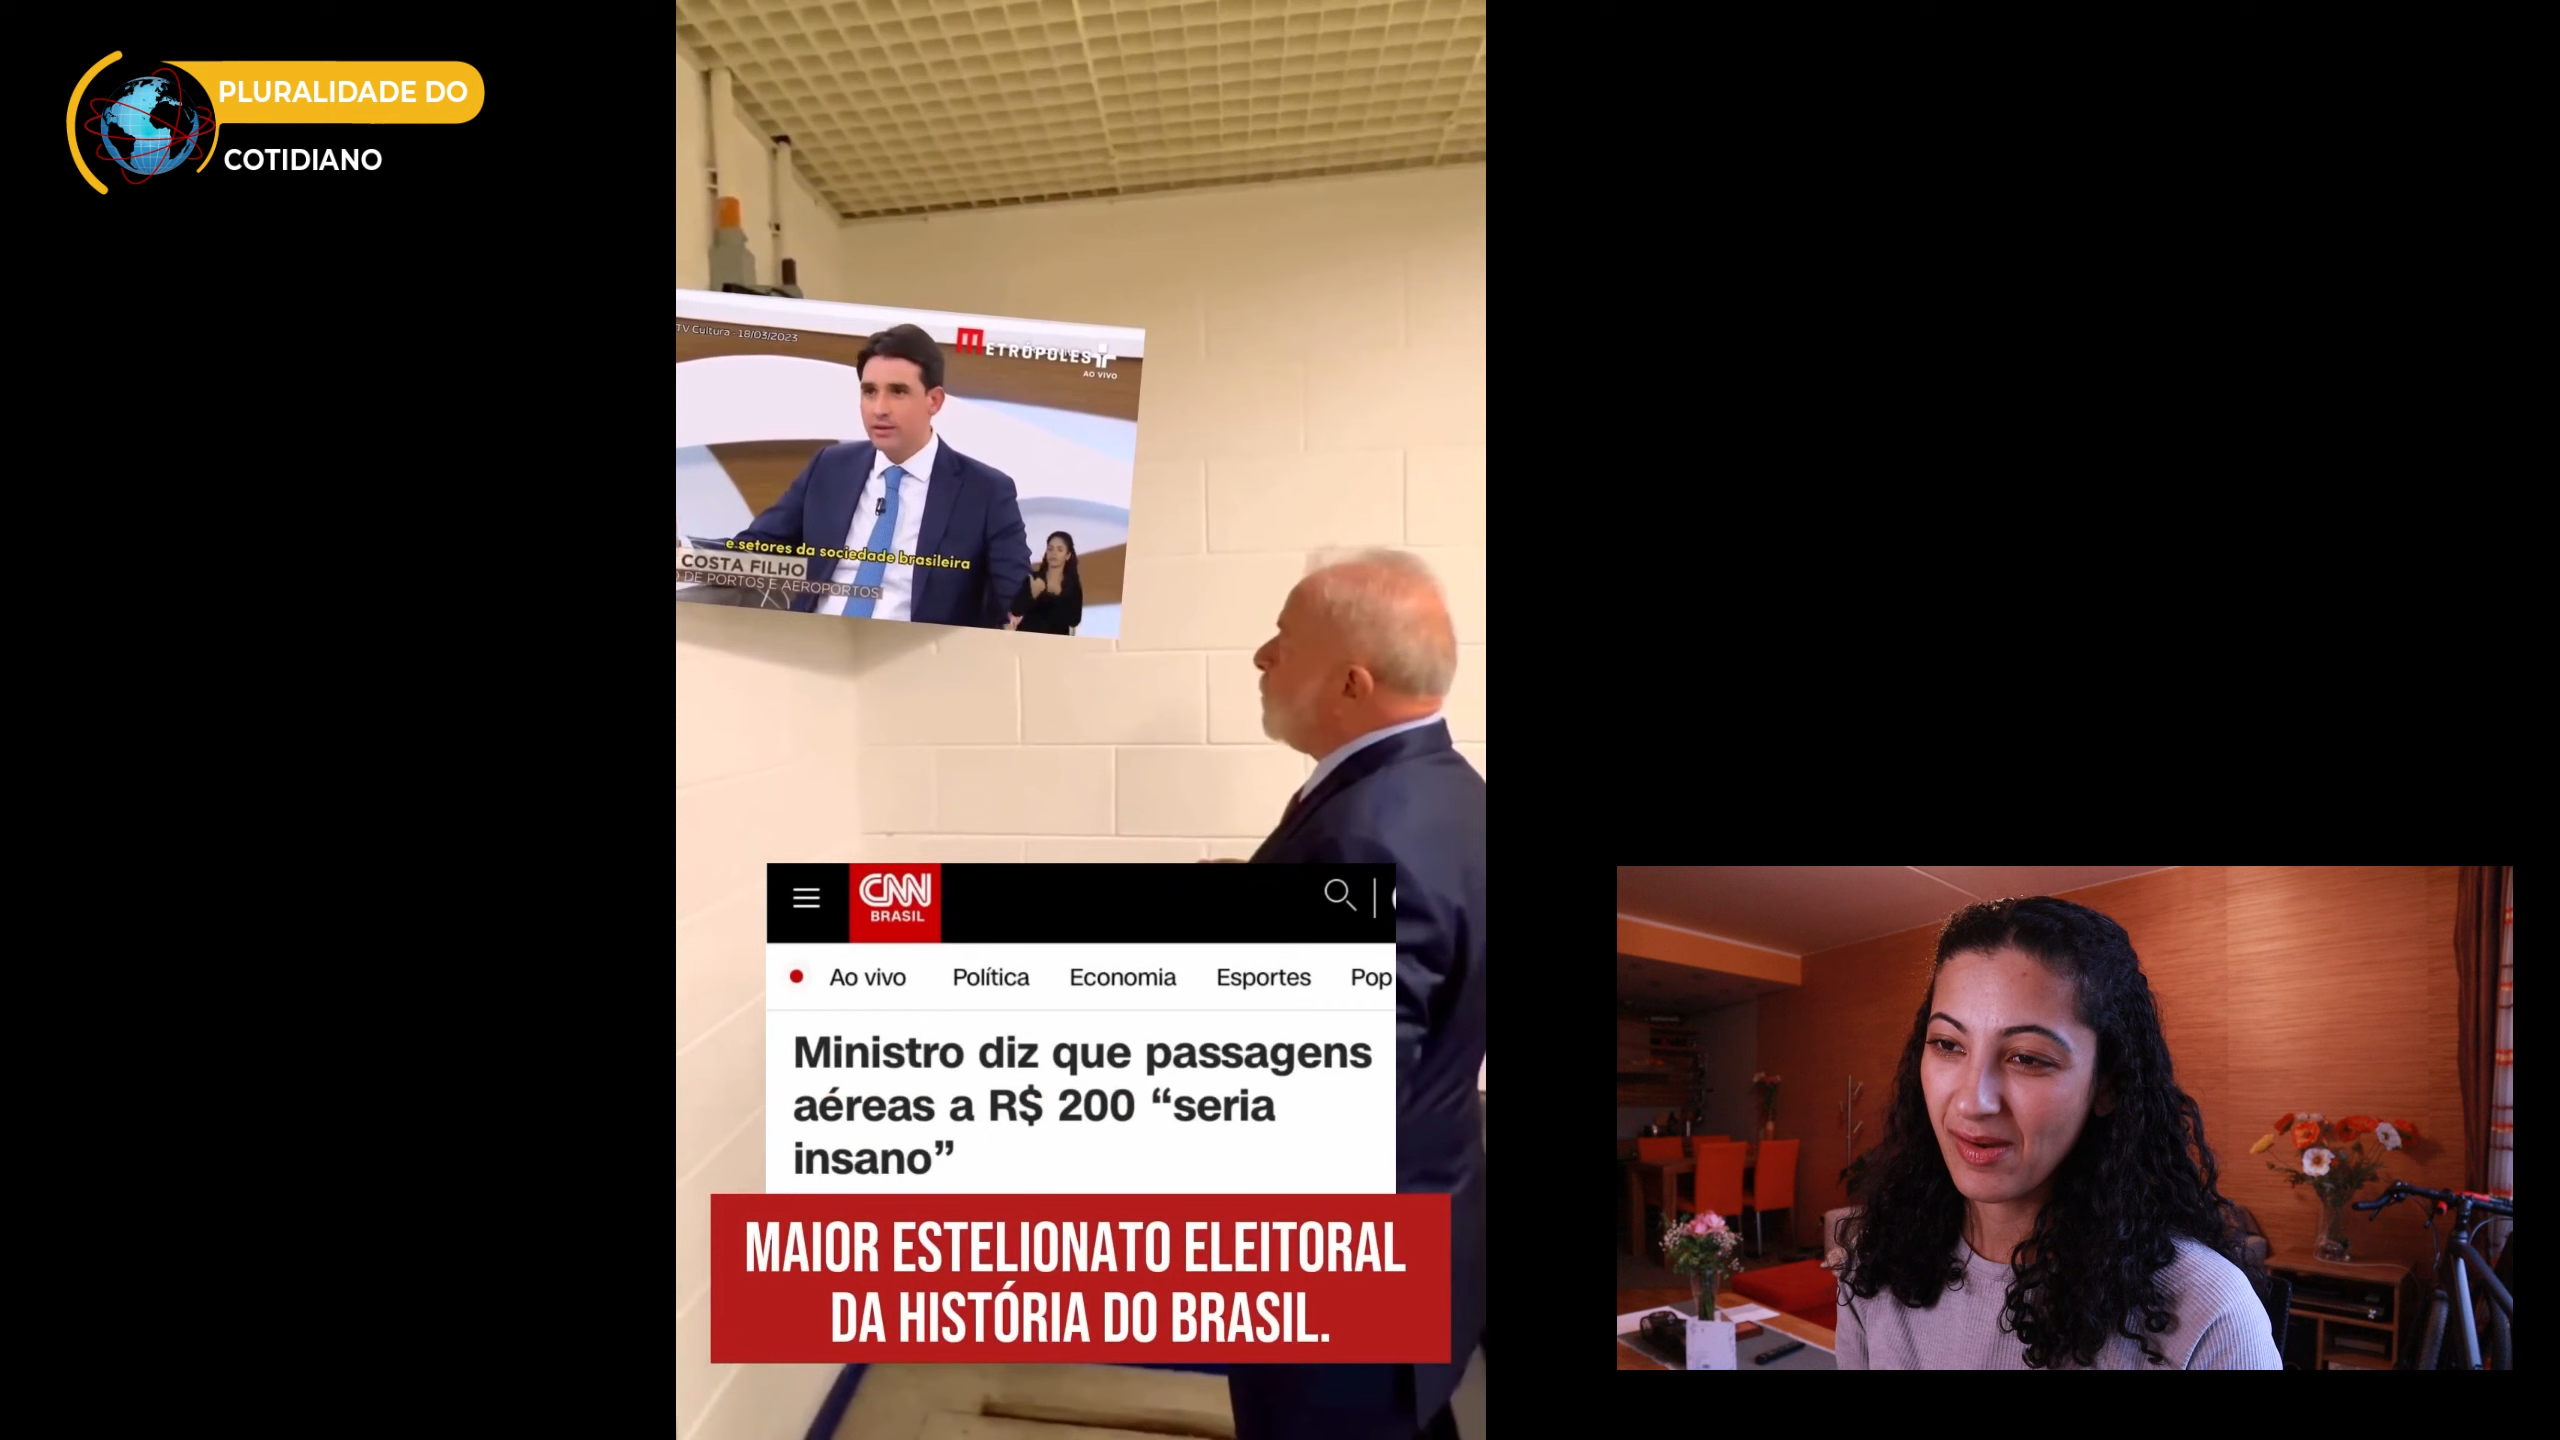 PLURALIDADE DO
COTIDIANO
TV Cultura - 18/03/2023
METRÓPOLES
AO VIVO
e setores da sociedade brasileira
COSTA FILHO
DE PORTOS E AEROPORTOS
CNN
BRASIL
Ao vivo Política Economia Esportes Pop
Ministro diz que passagens
aéreas a R$ 200 “seria
insano”
MAIOR ESTELIONATO ELEITORAL
DA HISTÓRIA DO BRASIL.